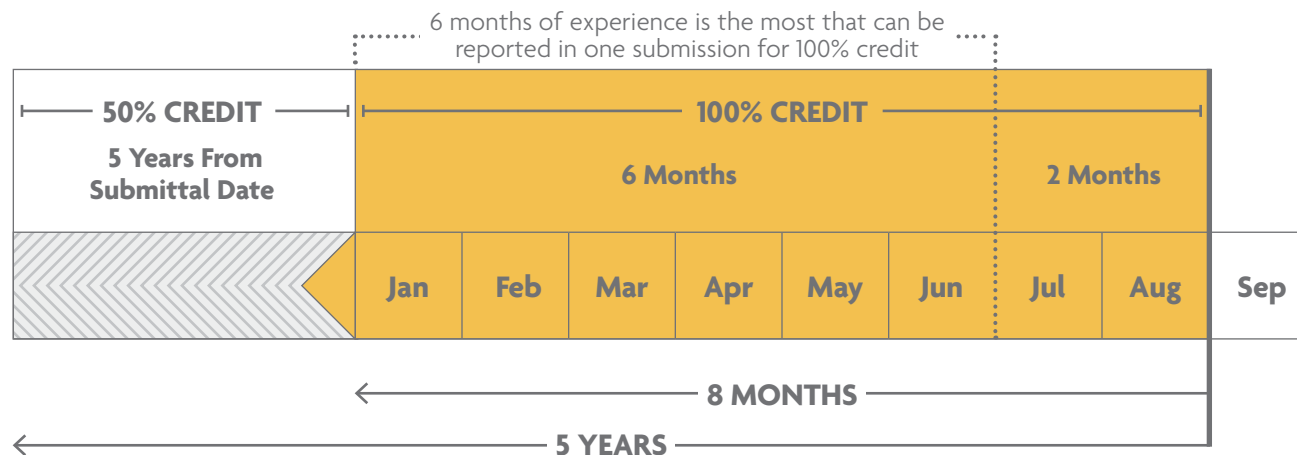 6 months of experience is the most that can be
reported in one submission for 100% credit
50% CREDIT
100% CREDIT
5 Years From
Submittal Date
6 Months
2 Months
Jan
Feb
Mar
Apr
May
Jun
Jul
Aug
Sep
8 MONTHS
5 YEARS